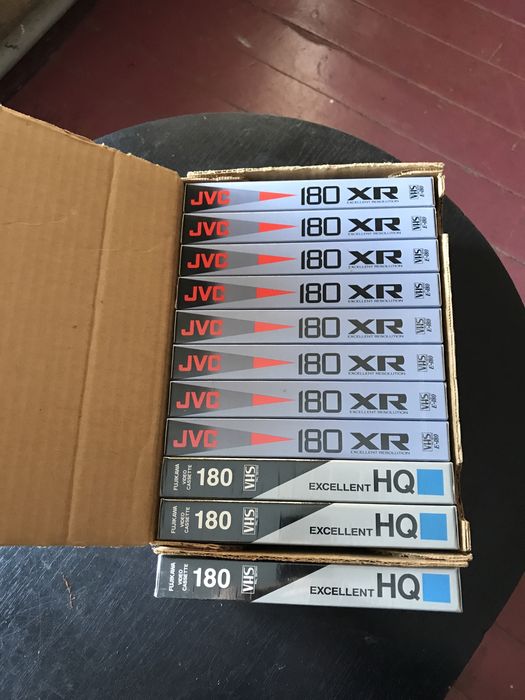 JVC 180 XR EXCELLENT RESOLUTION VHS E-180
JVC 180 XR EXCELLENT RESOLUTION VHS E-180
JVC 180 XR EXCELLENT RESOLUTION VHS E-180
JVC 180 XR EXCELLENT RESOLUTION VHS E-180
JVC 180 XR EXCELLENT RESOLUTION VHS E-180
JVC 180 XR EXCELLENT RESOLUTION VHS E-180
JVC 180 XR EXCELLENT RESOLUTION VHS E-180
JVC 180 XR EXCELLENT RESOLUTION VHS E-180
FUJIKAWA VIDEO CASSETTE 180 VHS EXCELLENT HQ
FUJIKAWA VIDEO CASSETTE 180 VHS EXCELLENT HQ
FUJIKAWA VIDEO CASSETTE 180 VHS EXCELLENT HQ